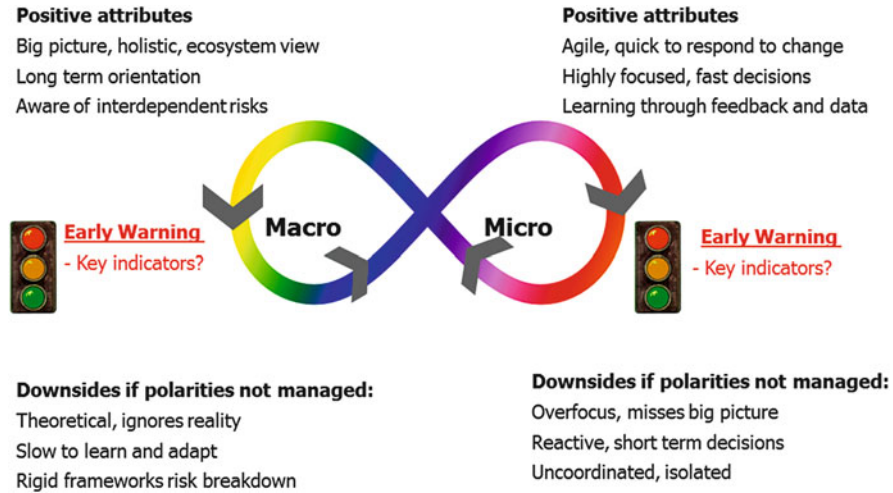 Positive attributes
Big picture, holistic, ecosystem view
Long term orientation
Aware of interdependent risks
Positive attributes
Agile, quick to respond to change
Highly focused, fast decisions
Learning through feedback and data
Macro
Micro
Early Warning
- Key indicators?
Early Warning
- Key indicators?
Downsides if polarities not managed:
Theoretical, ignores reality
Slow to learn and adapt
Rigid frameworks risk breakdown
Downsides if polarities not managed:
Overfocus, misses big picture
Reactive, short term decisions
Uncoordinated, isolated